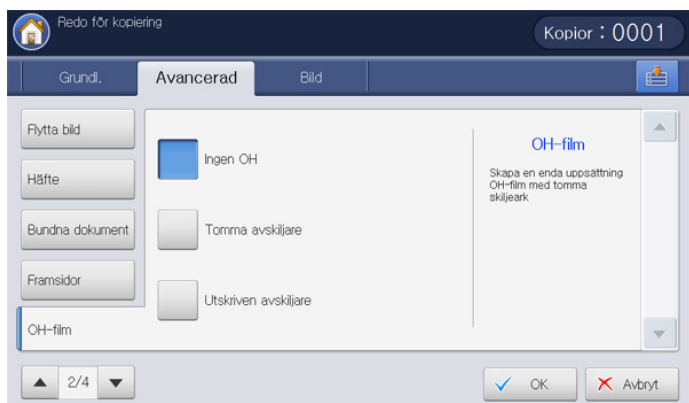 Redo för kopiering
Kopior : 0001
Grundl.
Avancerad
Bild
Flytta bild
Häfte
Bundna dokument
Framsidor
OH-film
Ingen OH
Tomma avskiljare
Utskriven avskiljare
OH-film
Skapa en enda uppsättning
OH-film med tomma
skiljeark
2/4
OK
Avbryt